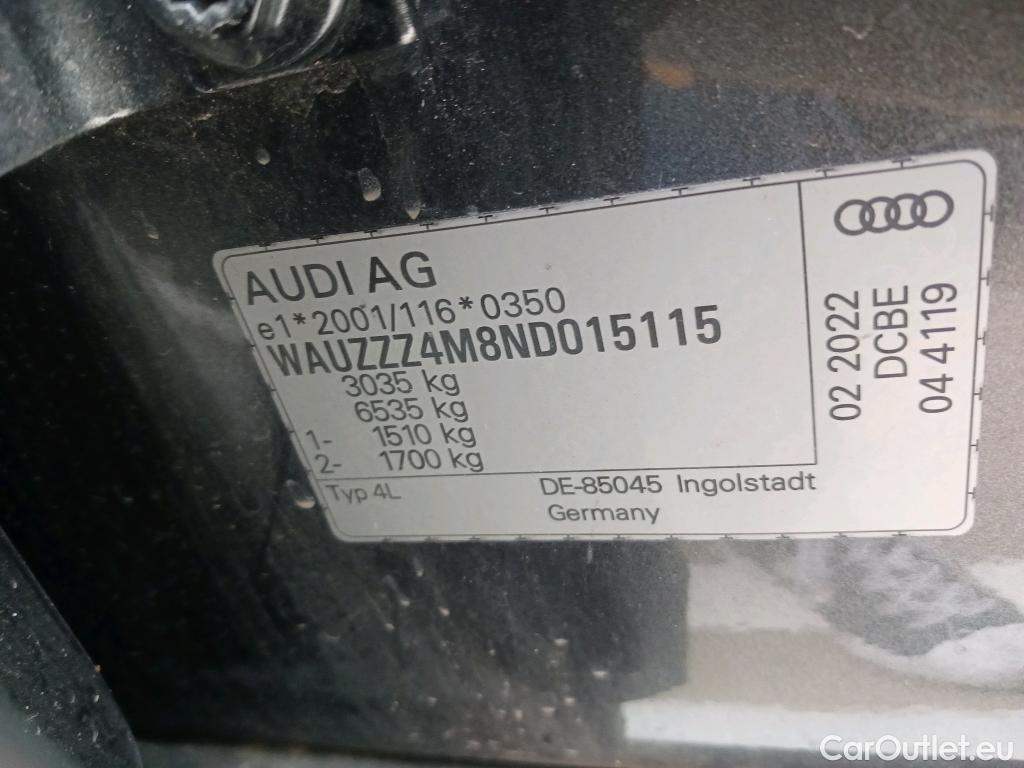 AUDI AG
e1*2001/116*0350
WAUZZZ4M8ND015115
3035 kg
6535 kg
1- 1510 kg
2- 1700 kg
Typ 4L
DE-85045 Ingolstadt
Germany
02 2022
DCBE
04 4119
CarOutlet.eu